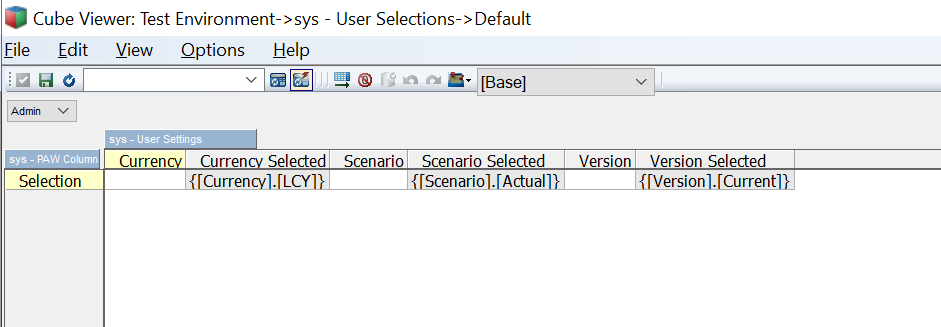 Cube Viewer: Test Environment->sys - User Selections->Default
File Edit View Options Help
[Base]
Admin
sys - User Settings
sys - PAW Column Currency Currency Selected Scenario Scenario Selected Version Version Selected
Selection {[Currency].[LCY]} {[Scenario].[Actual]} {[Version].[Current]}